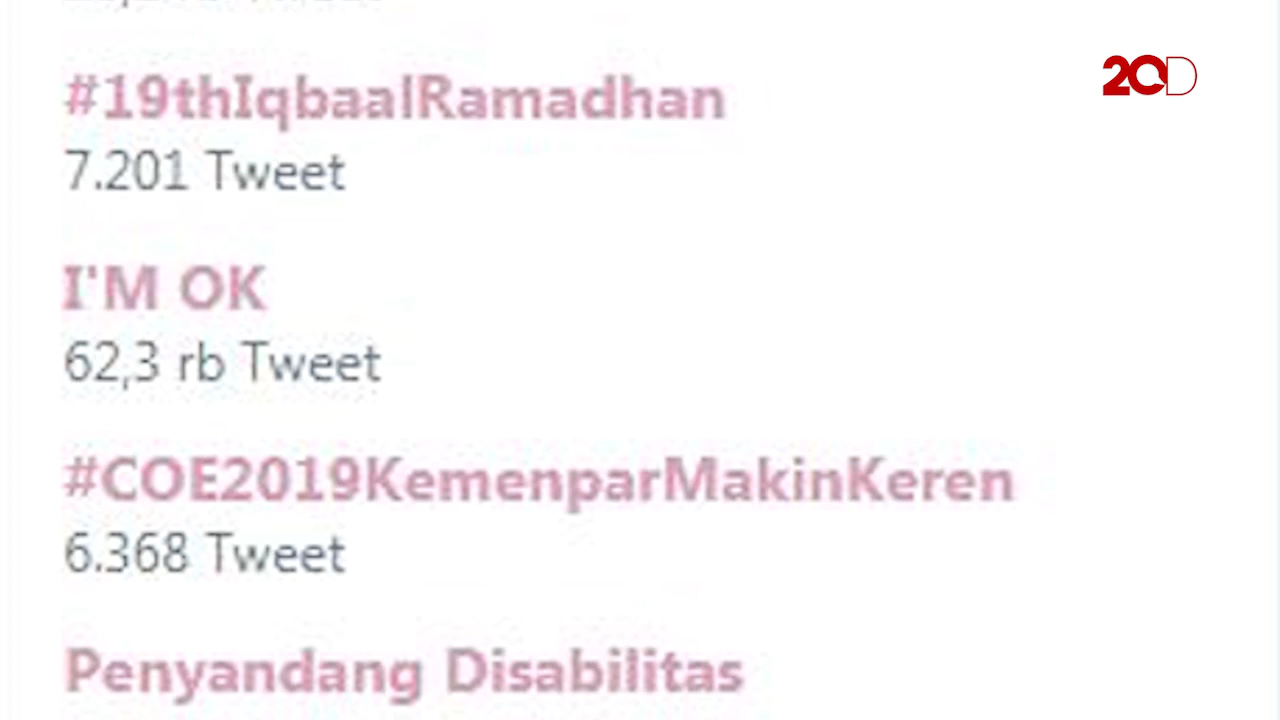 20D
#19thIqbaalRamadhan
7.201 Tweet
I'M OK
62,3 rb Tweet
#COE2019KemenparMakinKeren
6.368 Tweet
Penyandang Disabilitas